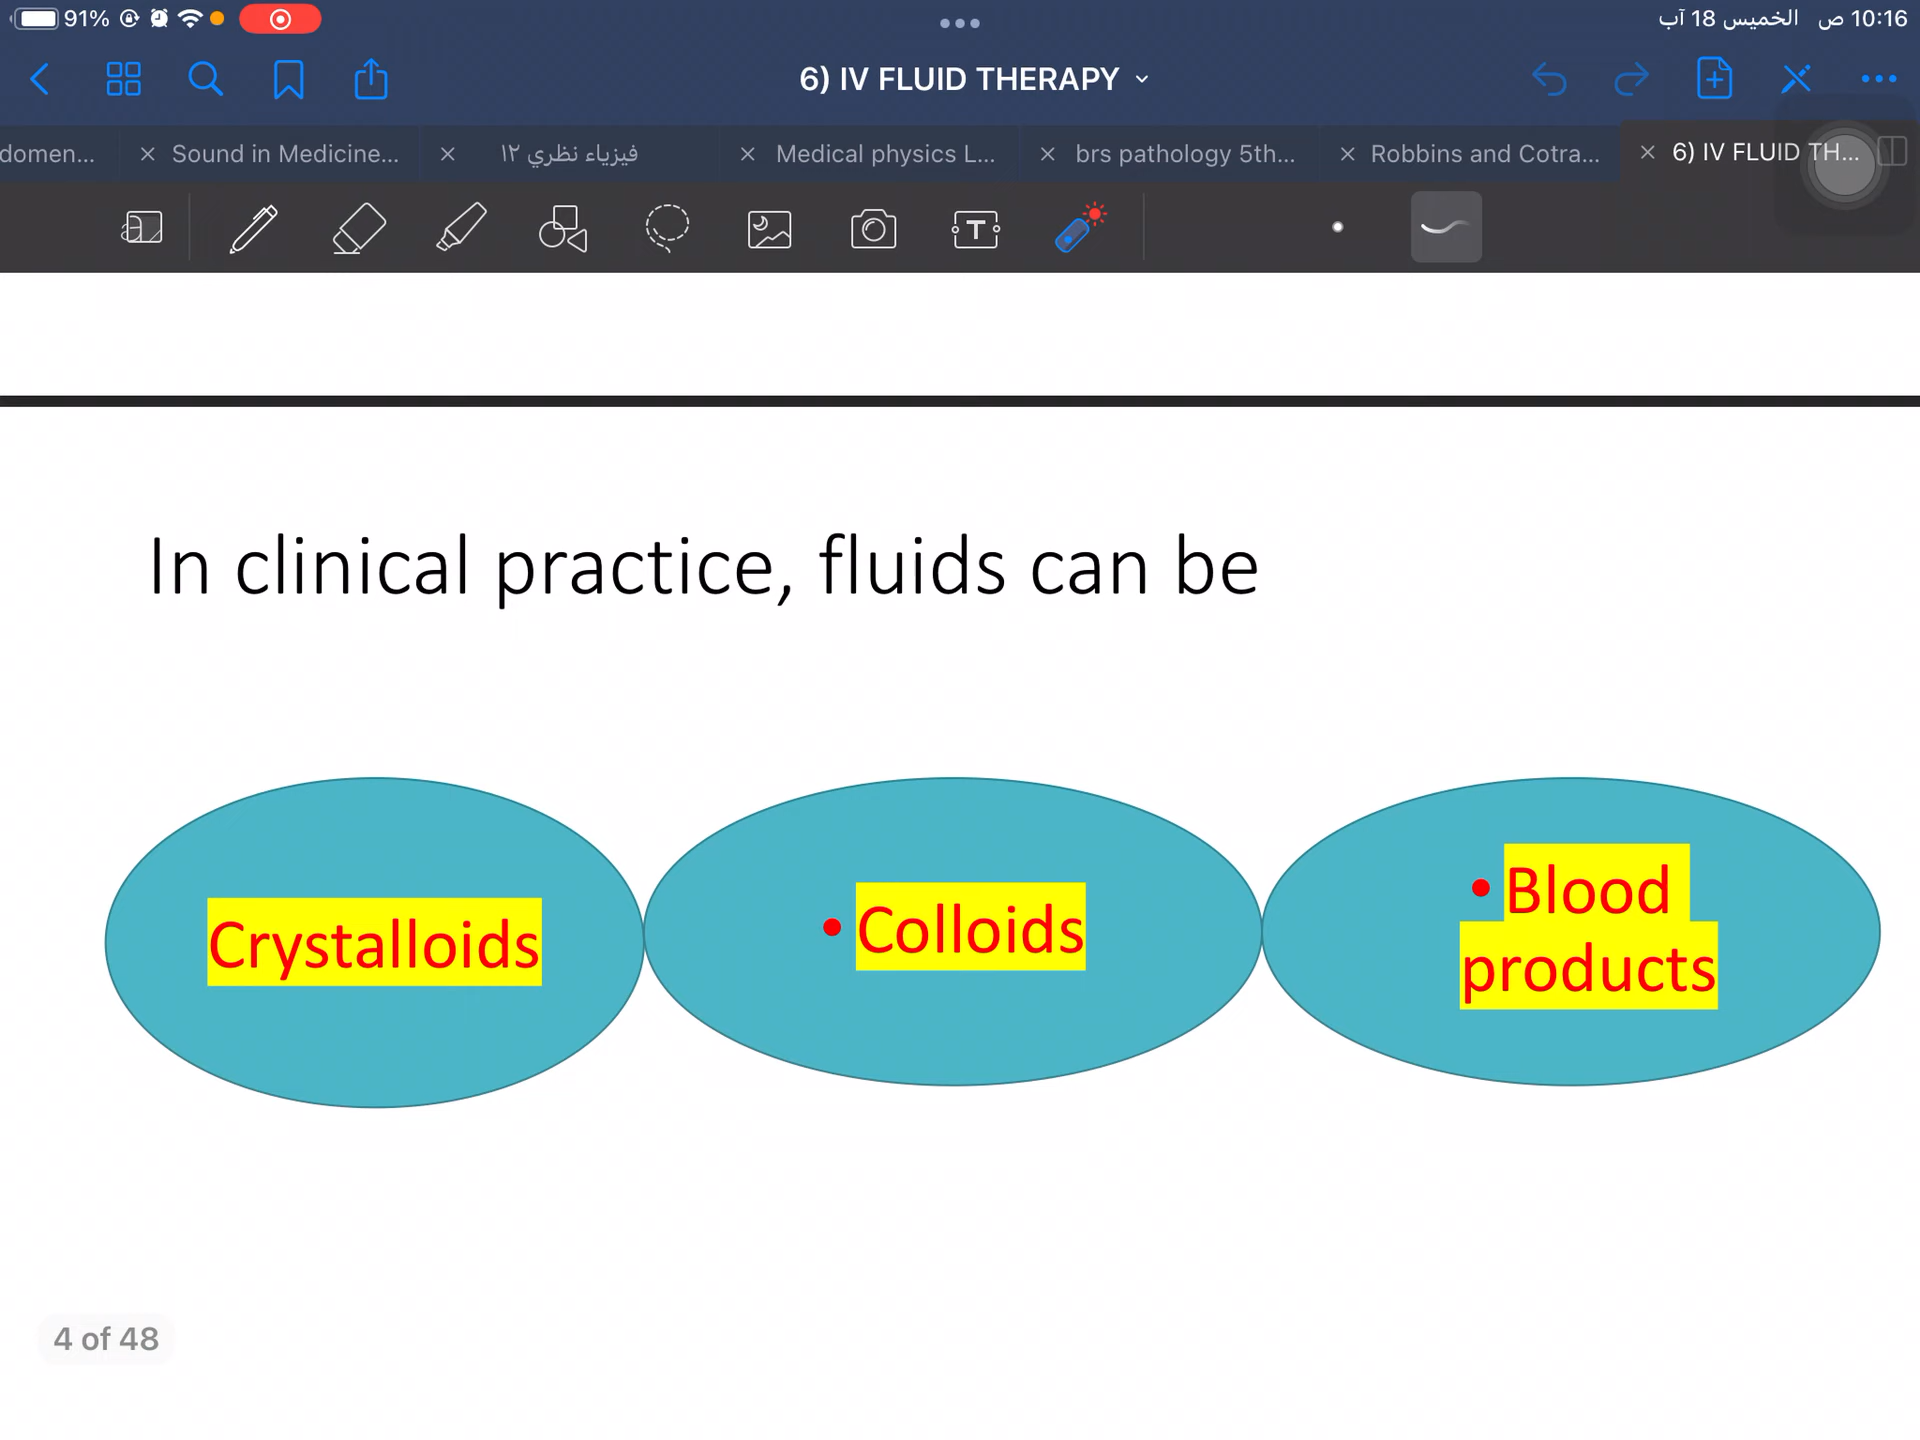 91%
10:16 ص الخميس 18 آب
6) IV FLUID THERAPY
domen...
Sound in Medicine...
فيزياء نظري ١٢
Medical physics L...
brs pathology 5th...
Robbins and Cotra...
6) IV FLUID TH...
In clinical practice, fluids can be
Crystalloids
• Colloids
• Blood
products
4 of 48